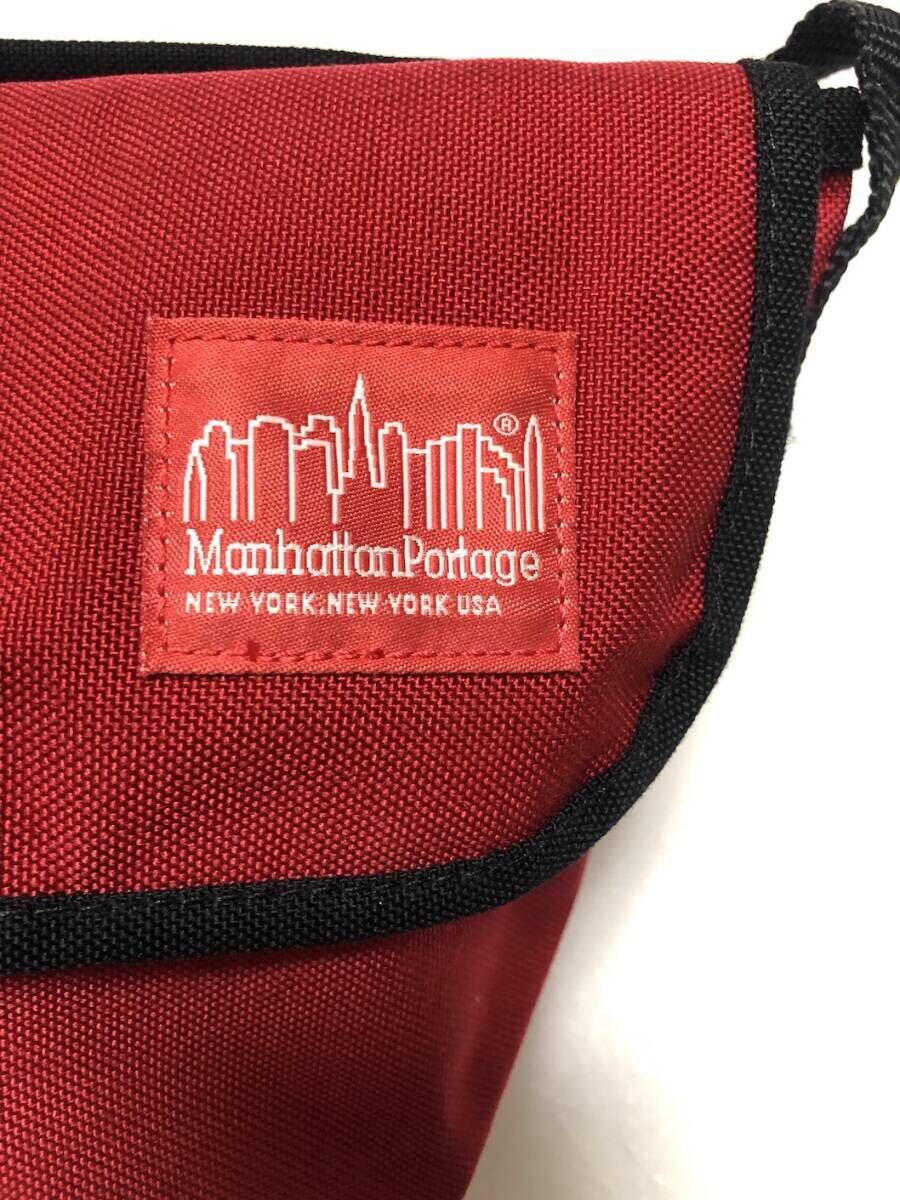 ®
ManhattanPortage
NEW YORK, NEW YORK USA